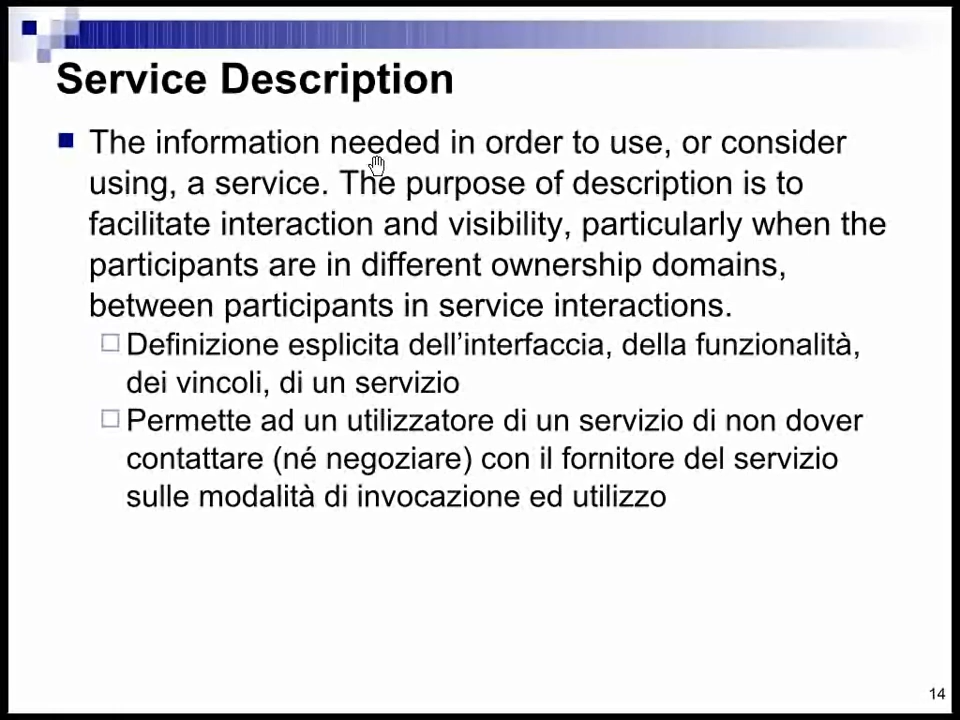 Service Description
The information needed in order to use, or consider
using, a service. The purpose of description is to
facilitate interaction and visibility, particularly when the
participants are in different ownership domains,
between participants in service interactions.
Definizione esplicita dell’interfaccia, della funzionalità,
dei vincoli, di un servizio
Permette ad un utilizzatore di un servizio di non dover
contattare (né negoziare) con il fornitore del servizio
sulle modalità di invocazione ed utilizzo
14